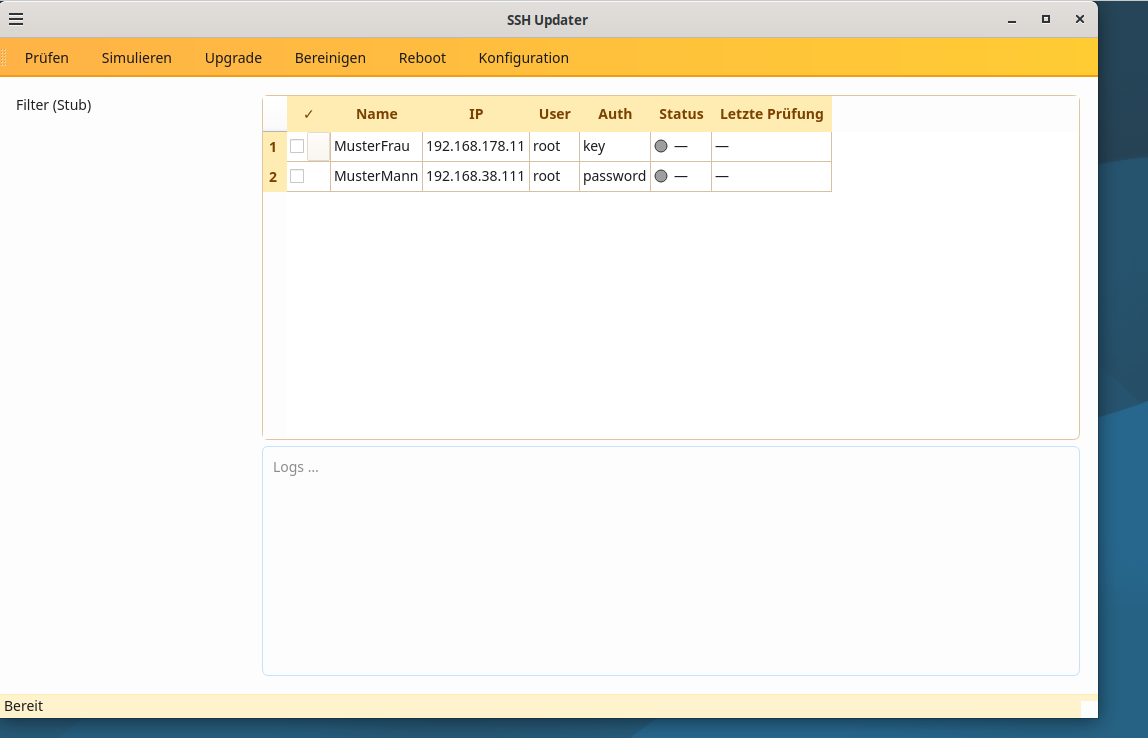 SSH Updater
Prüfen Simulieren Upgrade Bereinigen Reboot Konfiguration
Filter (Stub)
✓ Name IP User Auth Status Letzte Prüfung
1 MusterFrau 192.168.178.11 root key — —
2 MusterMann 192.168.38.111 root password — —
Logs ...
Bereit